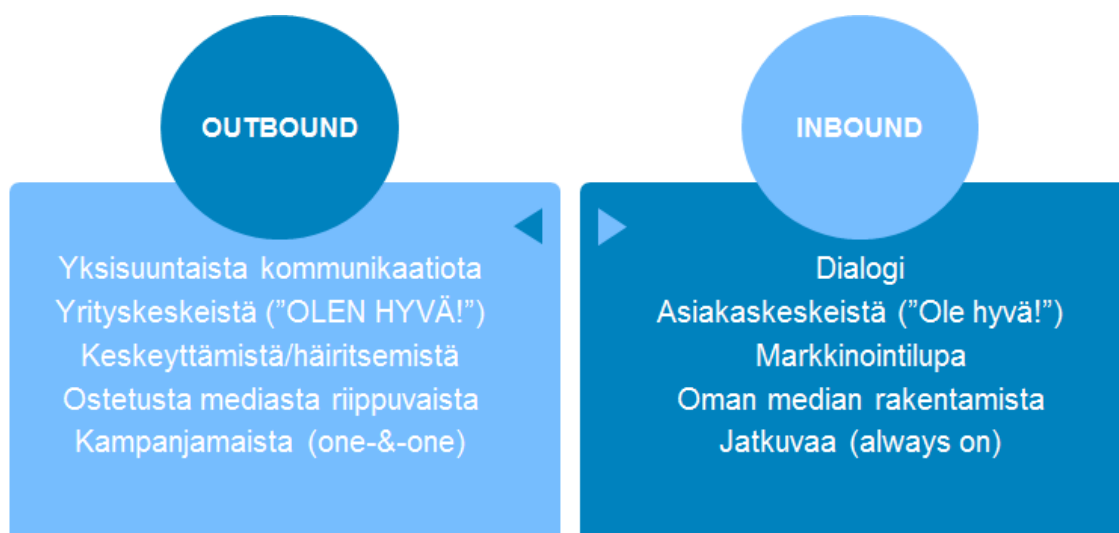 OUTBOUND
Yksisuuntaista kommunikaatiota
Yrityskeskeistä (”OLEN HYVÄ!”)
Keskeyttämistä/häiritsemistä
Ostetusta mediasta riippuvaista
Kampanjamaista (one-&-one)
INBOUND
Dialogi
Asiakaskeskeistä (”Ole hyvä!”)
Markkinointilupa
Oman median rakentamista
Jatkuvaa (always on)